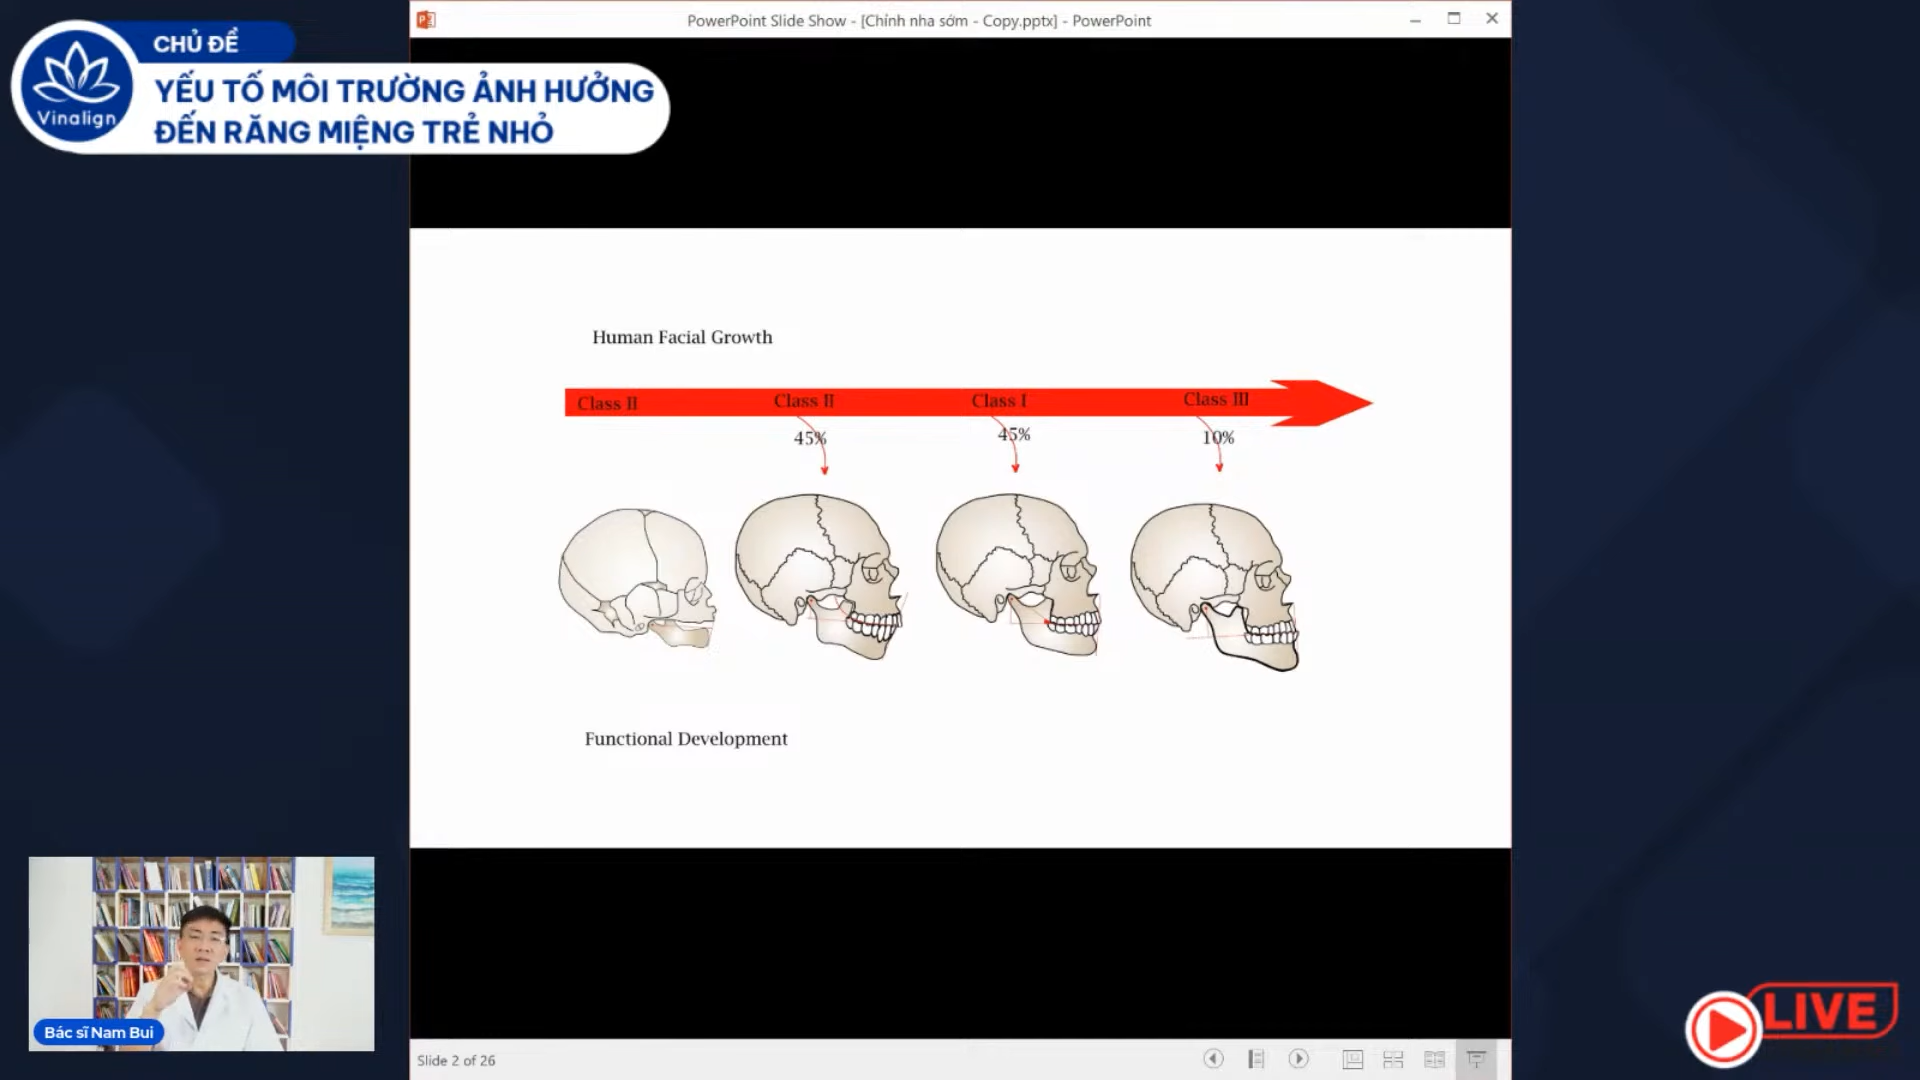 PowerPoint Slide Show - [Chỉnh nha sớm - Copy.pptx] - PowerPoint
CHỦ ĐỀ
YẾU TỐ MÔI TRƯỜNG ẢNH HƯỞNG
ĐẾN RĂNG MIỆNG TRẺ NHỎ
Vinalign
Human Facial Growth
Class II
Class II
Class I
Class III
45%
45%
10%
Functional Development
Bác sĩ Nam Bui
Slide 2 of 26
LIVE